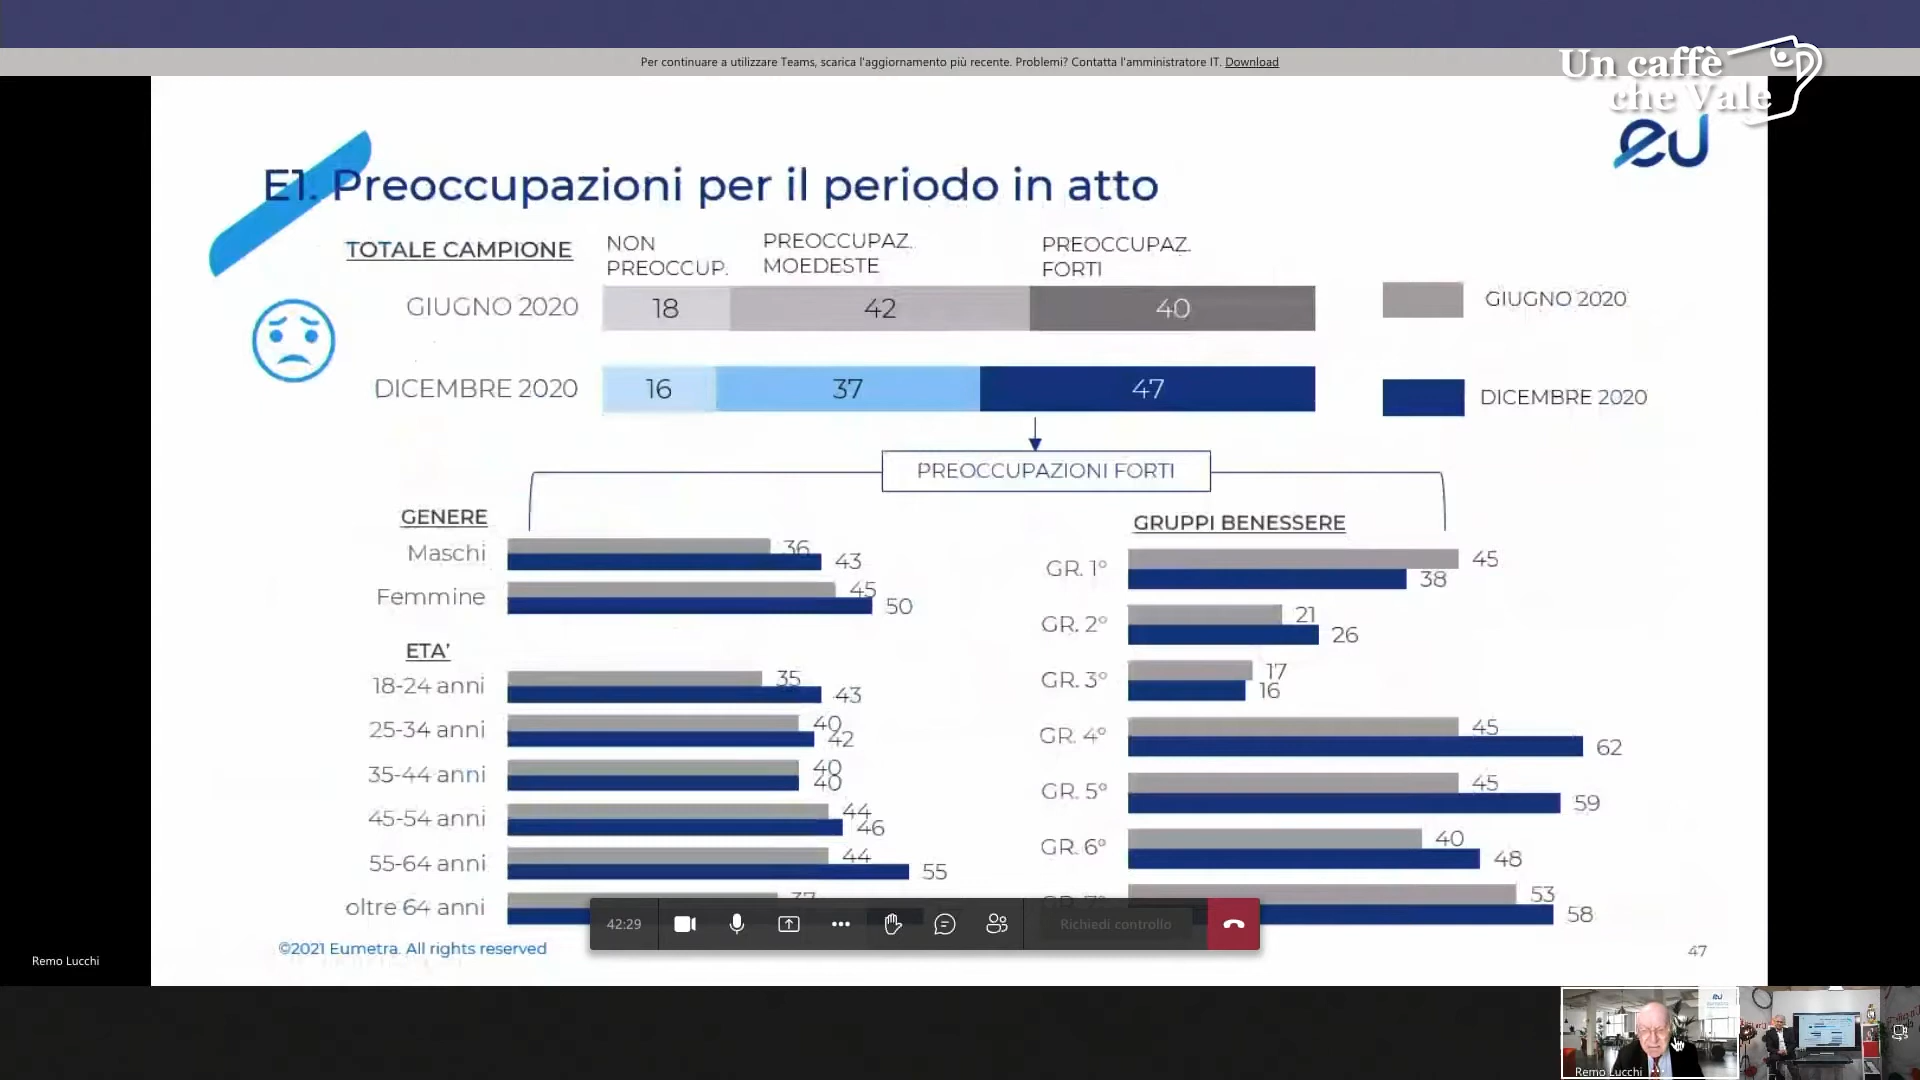 Per continuare a utilizzare Teams, scarica l'aggiornamento più recente. Problemi? Contatta l'amministratore IT. Download
Un caffè
che Vale
eu
E1. Preoccupazioni per il periodo in atto
TOTALE CAMPIONE
NON
PREOCCUP.
PREOCCUPAZ.
MOEDESTE
PREOCCUPAZ.
FORTI
GIUGNO 2020
18
42
40
GIUGNO 2020
DICEMBRE 2020
16
37
47
DICEMBRE 2020
PREOCCUPAZIONI FORTI
GENERE
Maschi
36
43
Femmine
45
50
ETA'
18-24 anni
35
43
25-34 anni
40
42
35-44 anni
40
40
45-54 anni
44
46
55-64 anni
44
55
oltre 64 anni
37
GRUPPI BENESSERE
GR. 1°
45
38
GR. 2°
21
26
GR. 3°
17
16
GR. 4°
45
62
GR. 5°
45
59
GR. 6°
40
48
GR. 7°
53
58
42:29
Richiedi controllo
©2021 Eumetra. All rights reserved
47
Remo Lucchi
Remo Lucchi